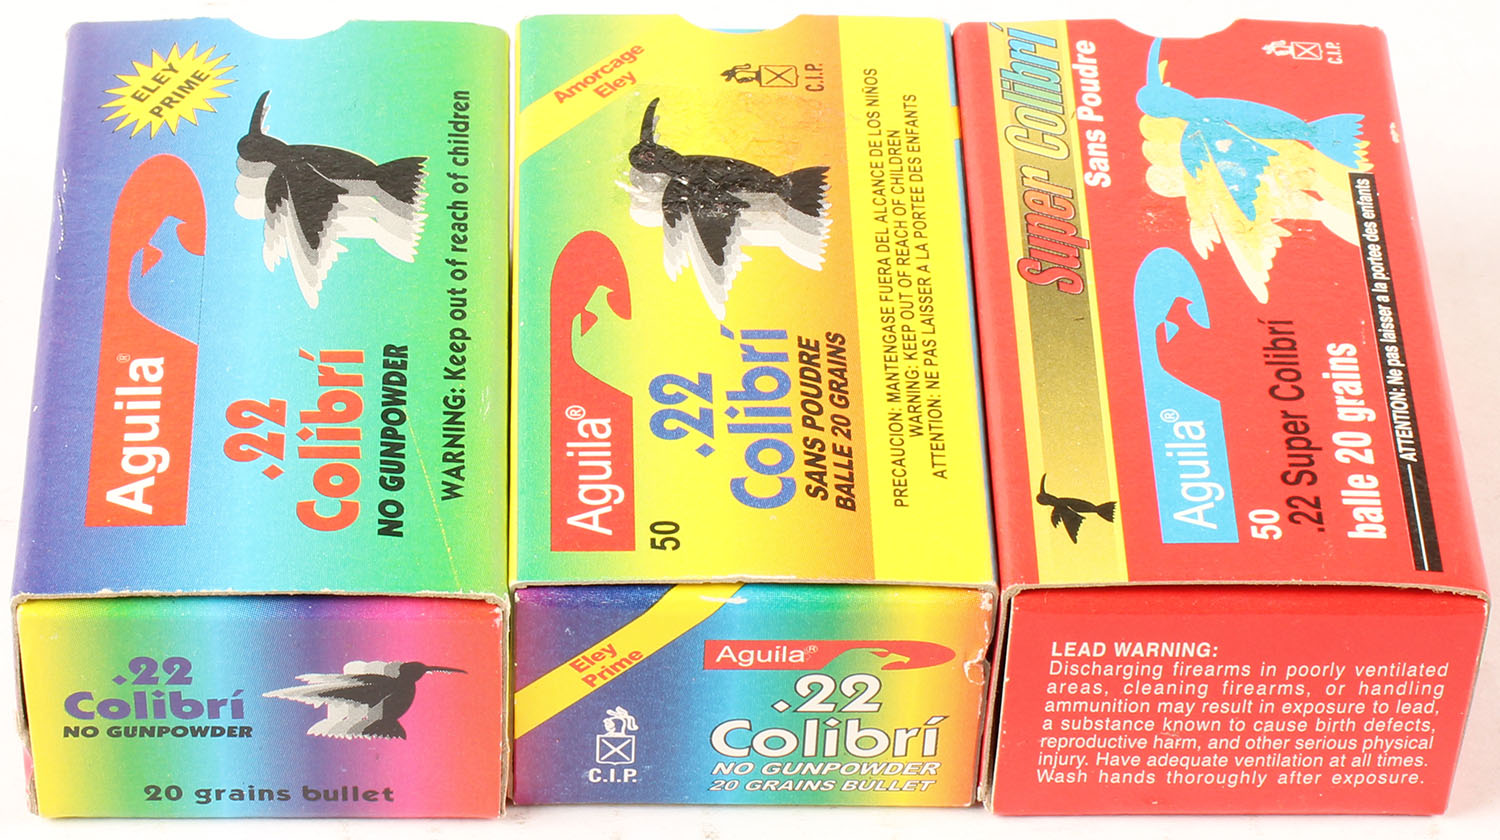 ELEY
PRIME
Aguila®
.22
Colibrí
NO GUNPOWDER
WARNING: Keep out of reach of children
.22
Colibrí
NO GUNPOWDER
20 grains bullet
Amorcage
Eley
C.I.P.
Aguila®
50
.22
Colibrí
SANS POUDRE
BALLE 20 GRAINS
PRECAUCION: MANTENGASE FUERA DEL ALCANCE DE LOS NIÑOS
WARNING: KEEP OUT OF REACH OF CHILDREN
ATTENTION: NE PAS LAISSER A LA PORTEE DES ENFANTS
Eley
Prime
C.I.P.
Aguila®
.22
Colibrí
NO GUNPOWDER
20 GRAINS BULLET
Super Colibrí
Sans Poudre
C.I.P.
Aguila®
50
.22 Super Colibrí
balle 20 grains
ATTENTION: Ne pas laisser a la portee des enfants
LEAD WARNING:
Discharging firearms in poorly ventilated
areas, cleaning firearms, or handling
ammunition may result in exposure to lead,
a substance known to cause birth defects,
reproductive harm, and other serious physical
injury. Have adequate ventilation at all times.
Wash hands thoroughly after exposure.